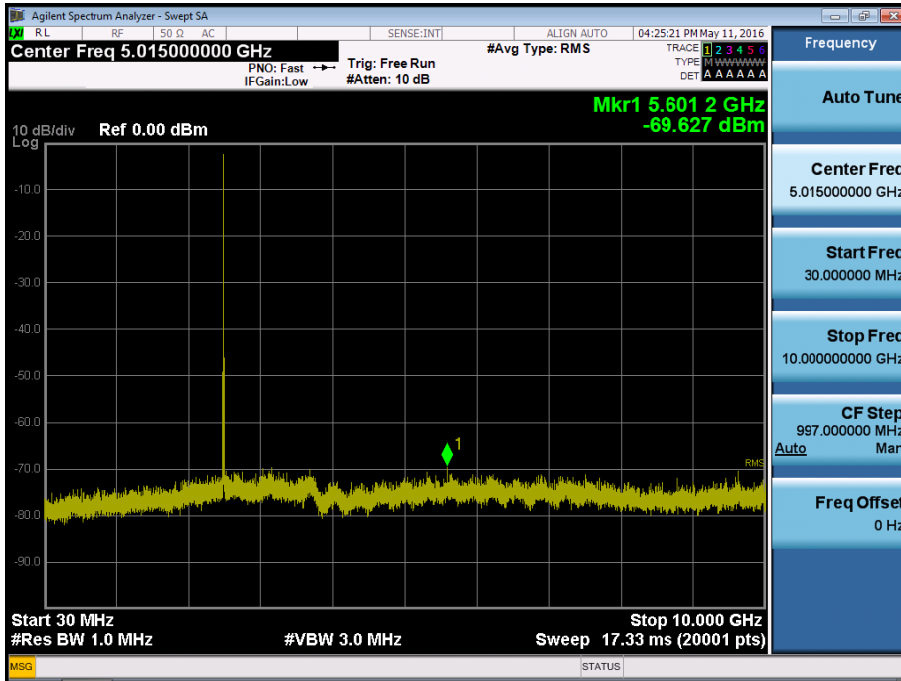 Agilent Spectrum Analyzer - Swept SA
LXI RL RF 50 Ω AC SENSE:INT ALIGN AUTO 04:25:21 PM May 11, 2016
Center Freq 5.015000000 GHz #Avg Type: RMS TRACE 1 2 3 4 5 6
PNO: Fast Trig: Free Run TYPE M WWWWW
IFGain:Low #Atten: 10 dB DET A A A A A A
Mkr1 5.601 2 GHz
-69.627 dBm
10 dB/div Ref 0.00 dBm
Log
-10.0
-20.0
-30.0
-40.0
-50.0
-60.0
1
RMS
-70.0
-80.0
-90.0
Start 30 MHz Stop 10.000 GHz
#Res BW 1.0 MHz #VBW 3.0 MHz Sweep 17.33 ms (20001 pts)
MSG STATUS
Frequency
Auto Tune
Center Freq
5.015000000 GHz
Start Freq
30.000000 MHz
Stop Freq
10.000000000 GHz
CF Step
997.000000 MHz
Auto Man
Freq Offset
0 Hz